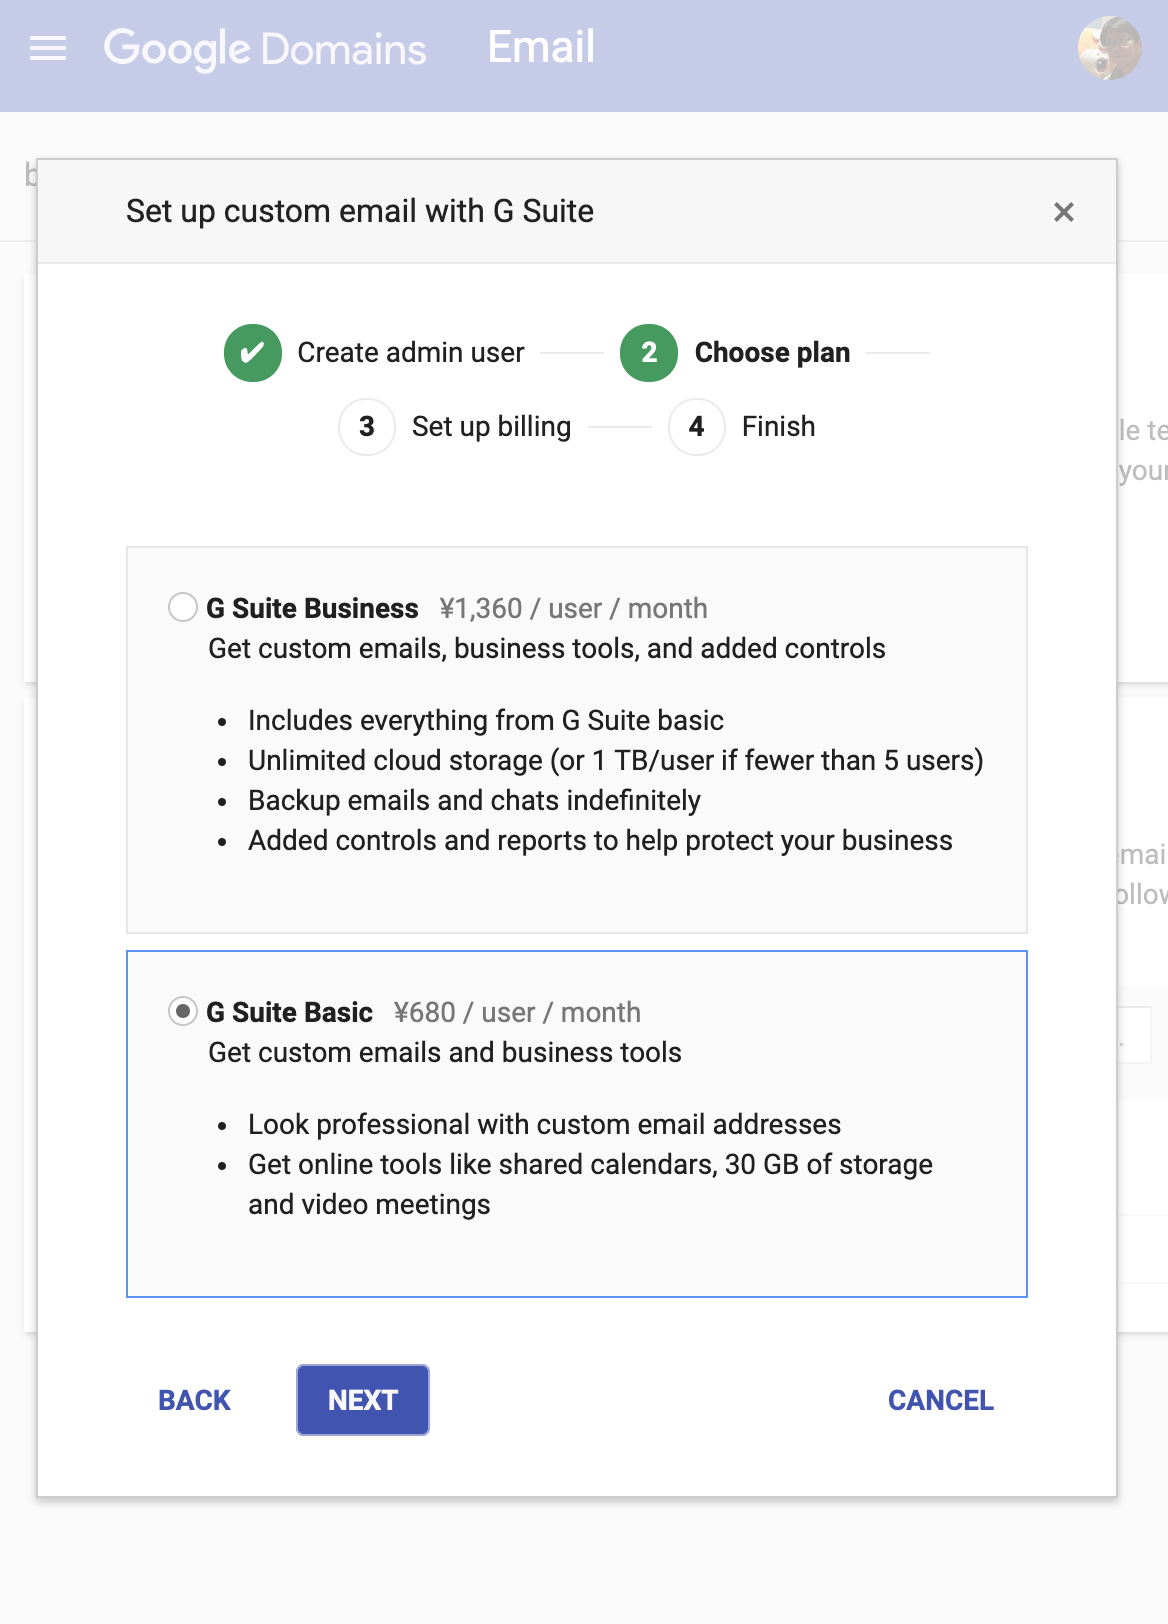 Google Domains Email
Set up custom email with G Suite
Create admin user
2 Choose plan
3 Set up billing
4 Finish
le te
your
G Suite Business ¥1,360 / user / month
Get custom emails, business tools, and added controls
• Includes everything from G Suite basic
• Unlimited cloud storage (or 1 TB/user if fewer than 5 users)
• Backup emails and chats indefinitely
• Added controls and reports to help protect your business
mai
ollow
G Suite Basic ¥680 / user / month
Get custom emails and business tools
• Look professional with custom email addresses
• Get online tools like shared calendars, 30 GB of storage
and video meetings
BACK NEXT CANCEL